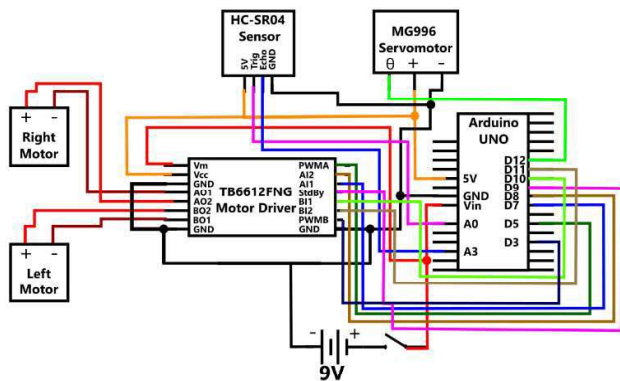 HC-SR04
Sensor
5V
Trig
Echo
GND
MG996
Servomotor
θ + -
+ -
Right
Motor
+ -
Left
Motor
Vm
Vcc
GND
AO1
AO2
BO2
BO1
GND
TB6612FNG
Motor Driver
PWMA
AI2
AI1
StdBy
BI1
BI2
PWMB
GND
Arduino
UNO
5V
GND
Vin
A0
A3
D12
D11
D10
D9
D8
D7
D5
D3
- +
9V